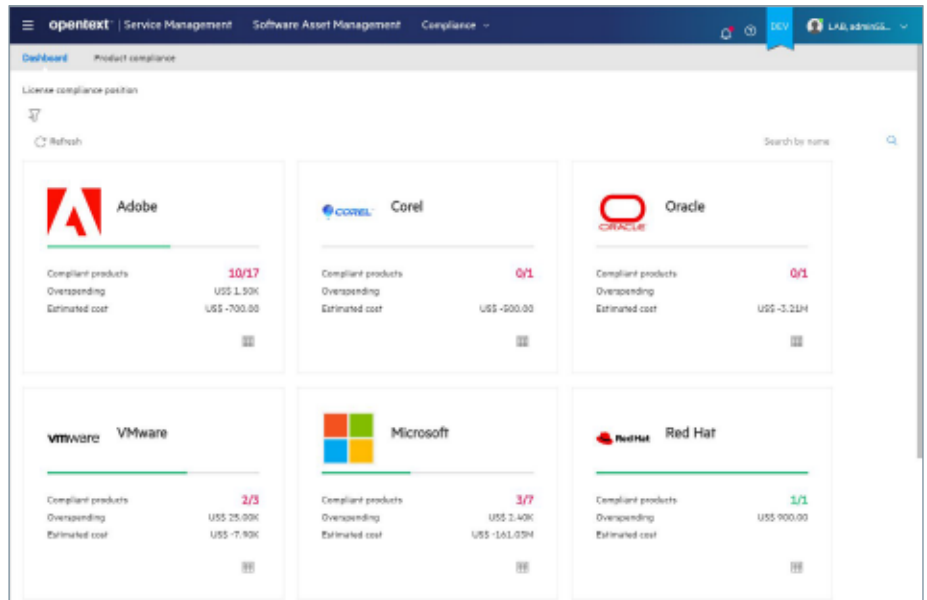 opentext™ | Service Management Software Asset Management Compliance DEV LAB, adminSS...
Dashboard Product compliance
License compliance position
Refresh Search by name
Adobe
Compliant products 10/17
Overspending US$ 1.50K
Estimated cost US$ -700.00
COREL Corel
Compliant products 0/1
Overspending
Estimated cost US$ -500.00
ORACLE Oracle
Compliant products 0/1
Overspending
Estimated cost US$ -3.21M
vmware VMware
Compliant products 2/3
Overspending US$ 25.00K
Estimated cost US$ -7.90K
Microsoft
Compliant products 3/7
Overspending US$ 2.40K
Estimated cost US$ -161.03M
Red Hat Red Hat
Compliant products 1/1
Overspending US$ 900.00
Estimated cost